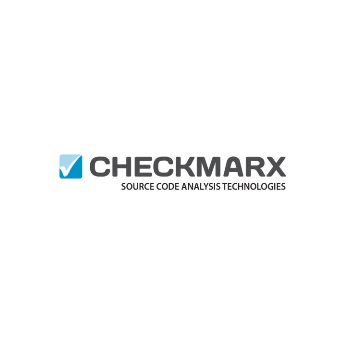 CHECKMARX
SOURCE CODE ANALYSIS TECHNOLOGIES